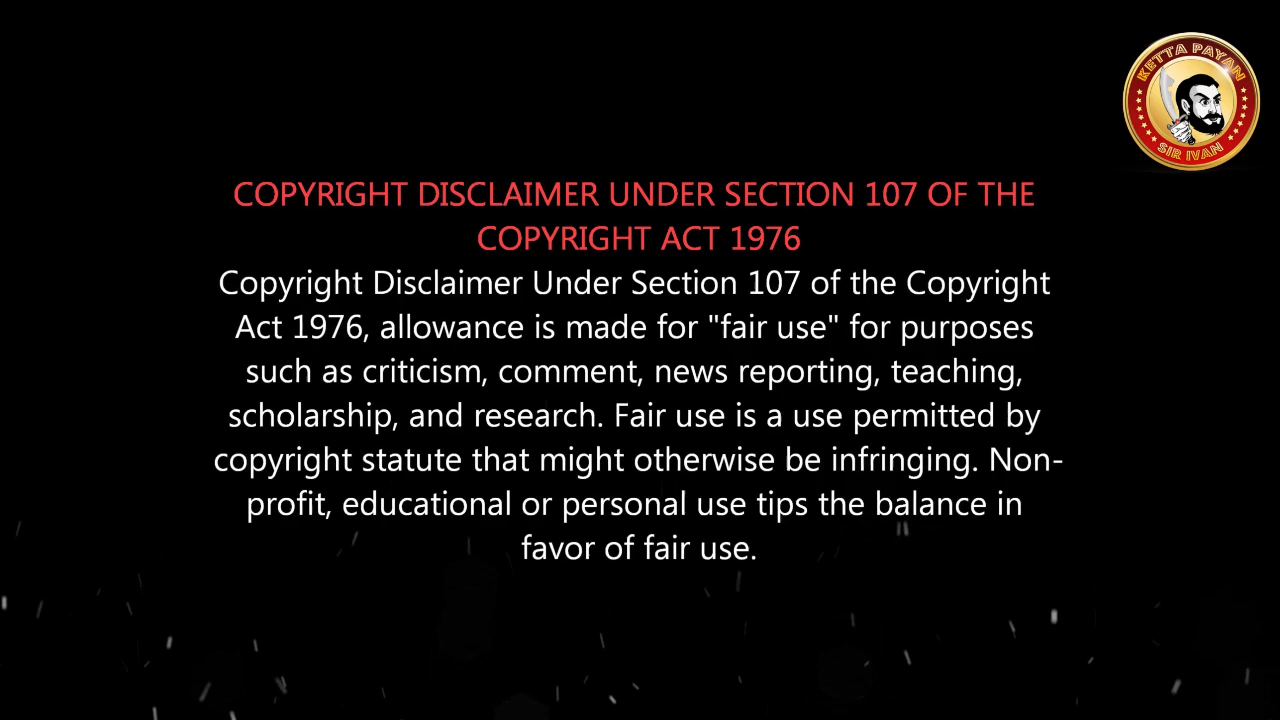 KETTA PAYAN
SIR IVAN
COPYRIGHT DISCLAIMER UNDER SECTION 107 OF THE
COPYRIGHT ACT 1976
Copyright Disclaimer Under Section 107 of the Copyright
Act 1976, allowance is made for "fair use" for purposes
such as criticism, comment, news reporting, teaching,
scholarship, and research. Fair use is a use permitted by
copyright statute that might otherwise be infringing. Non-
profit, educational or personal use tips the balance in
favor of fair use.